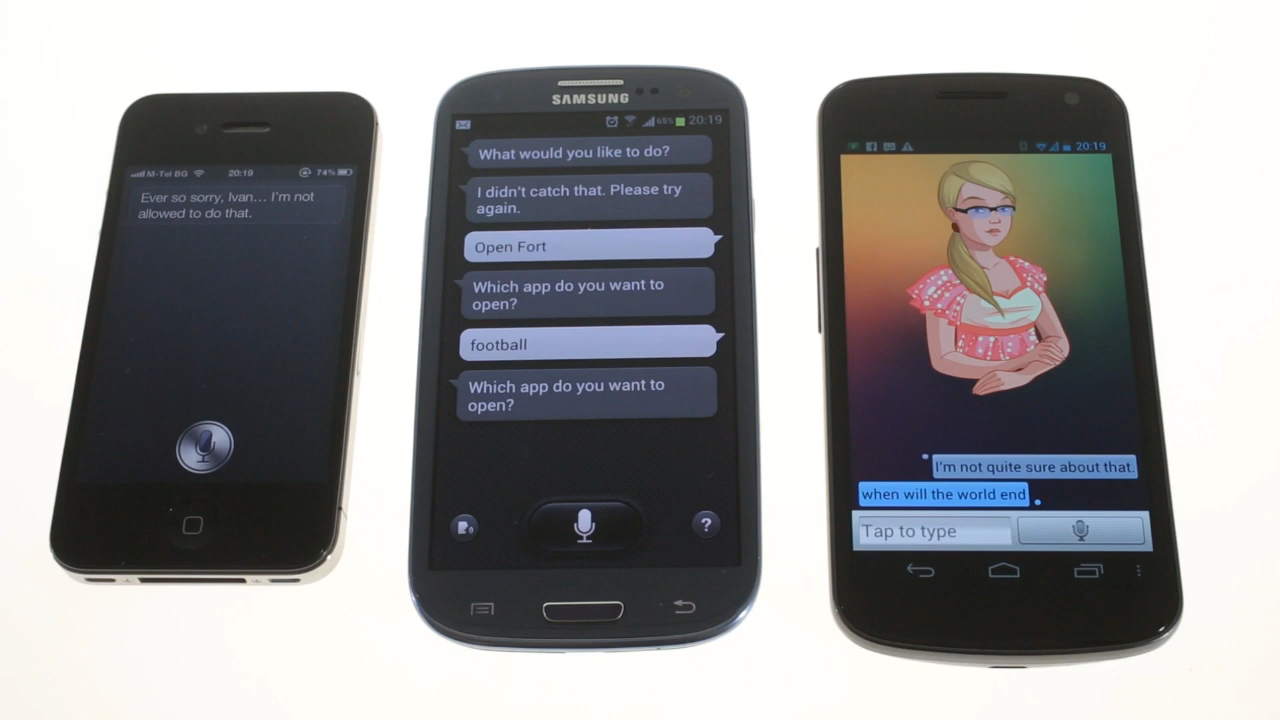 M-Tel BG
20:19
74%
Ever so sorry, Ivan... I'm not
allowed to do that.
SAMSUNG
65%
20:19
What would you like to do?
I didn't catch that. Please try
again.
Open Fort
Which app do you want to
open?
football
Which app do you want to
open?
?
20:19
I'm not quite sure about that.
when will the world end
Tap to type